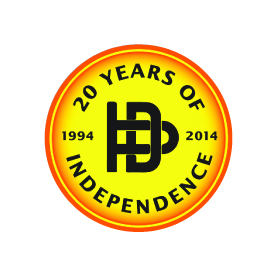 20 YEARS OF
1994
2014
INDEPENDENCE